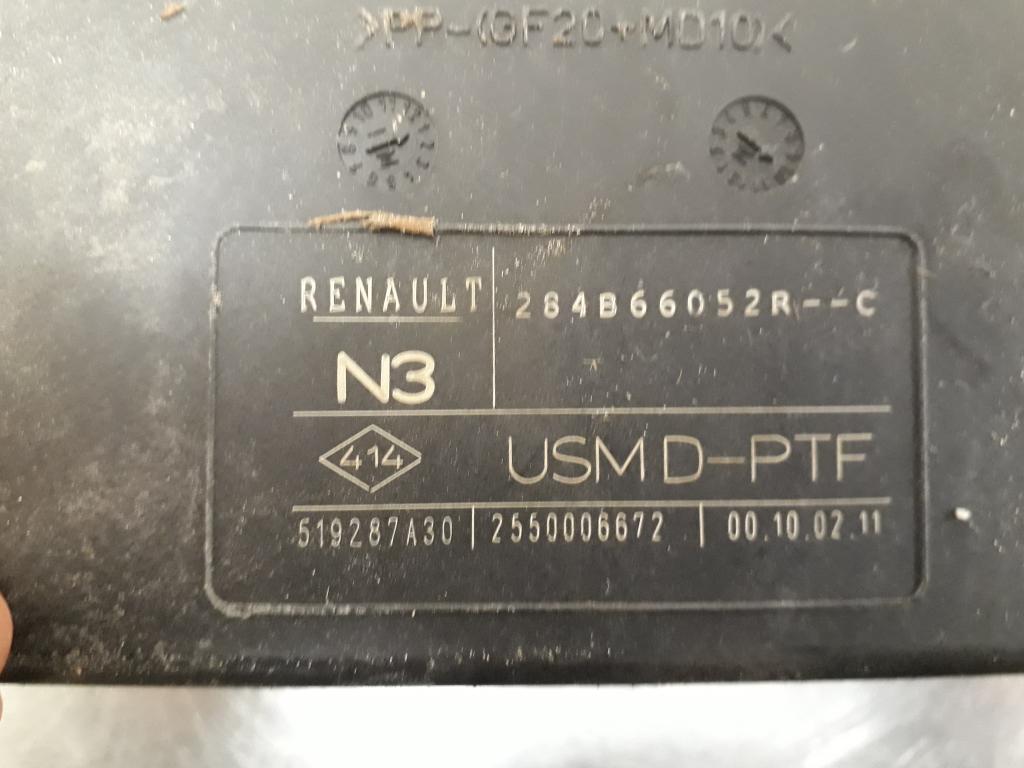 >PP-(GF20+MD10)<
RENAULT 284B66052R--C
N3
414 USM D-PTF
519287A30 | 2550006672 | 00.10.02.11